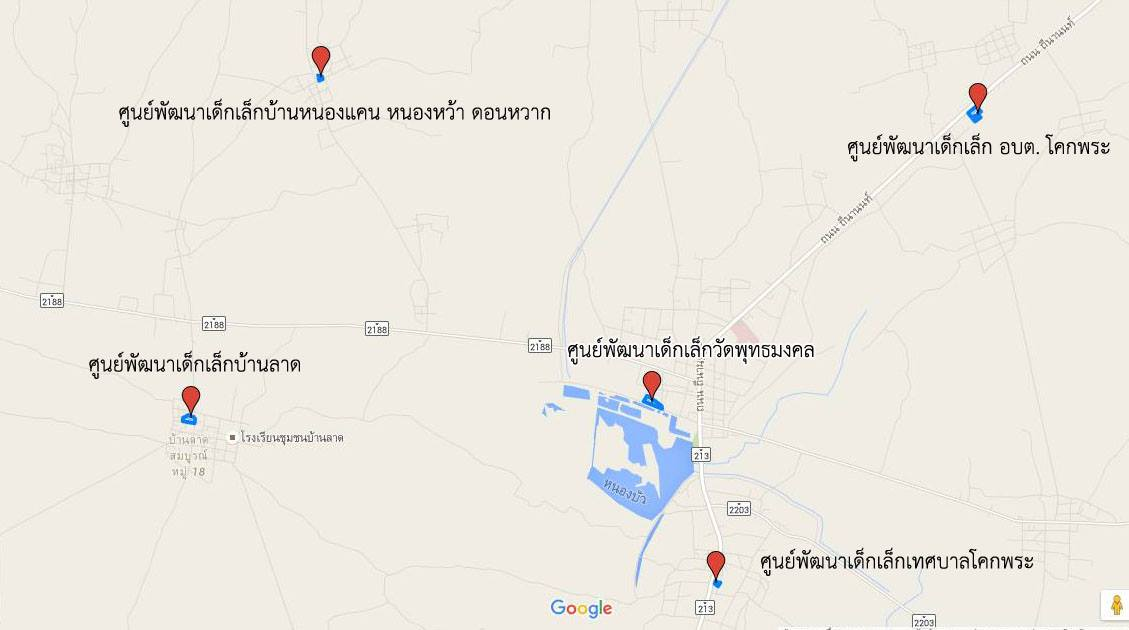 ถนน ถีนานนท์
ศูนย์พัฒนาเด็กเล็กบ้านหนองแคน หนองหว้า ดอนหวาก
ศูนย์พัฒนาเด็กเล็ก อบต. โคกพระ
ถนน ถีนานนท์
2188
2188
2188
2188
ศูนย์พัฒนาเด็กเล็กวัดพุทธมงคล
ศูนย์พัฒนาเด็กเล็กบ้านลาด
โรงเรียนชุมชนบ้านลาด
บ้านลาด
สมบูรณ์
หมู่ 18
213
หนองบัว
2203
ศูนย์พัฒนาเด็กเล็กเทศบาลโคกพระ
Google
213
2203